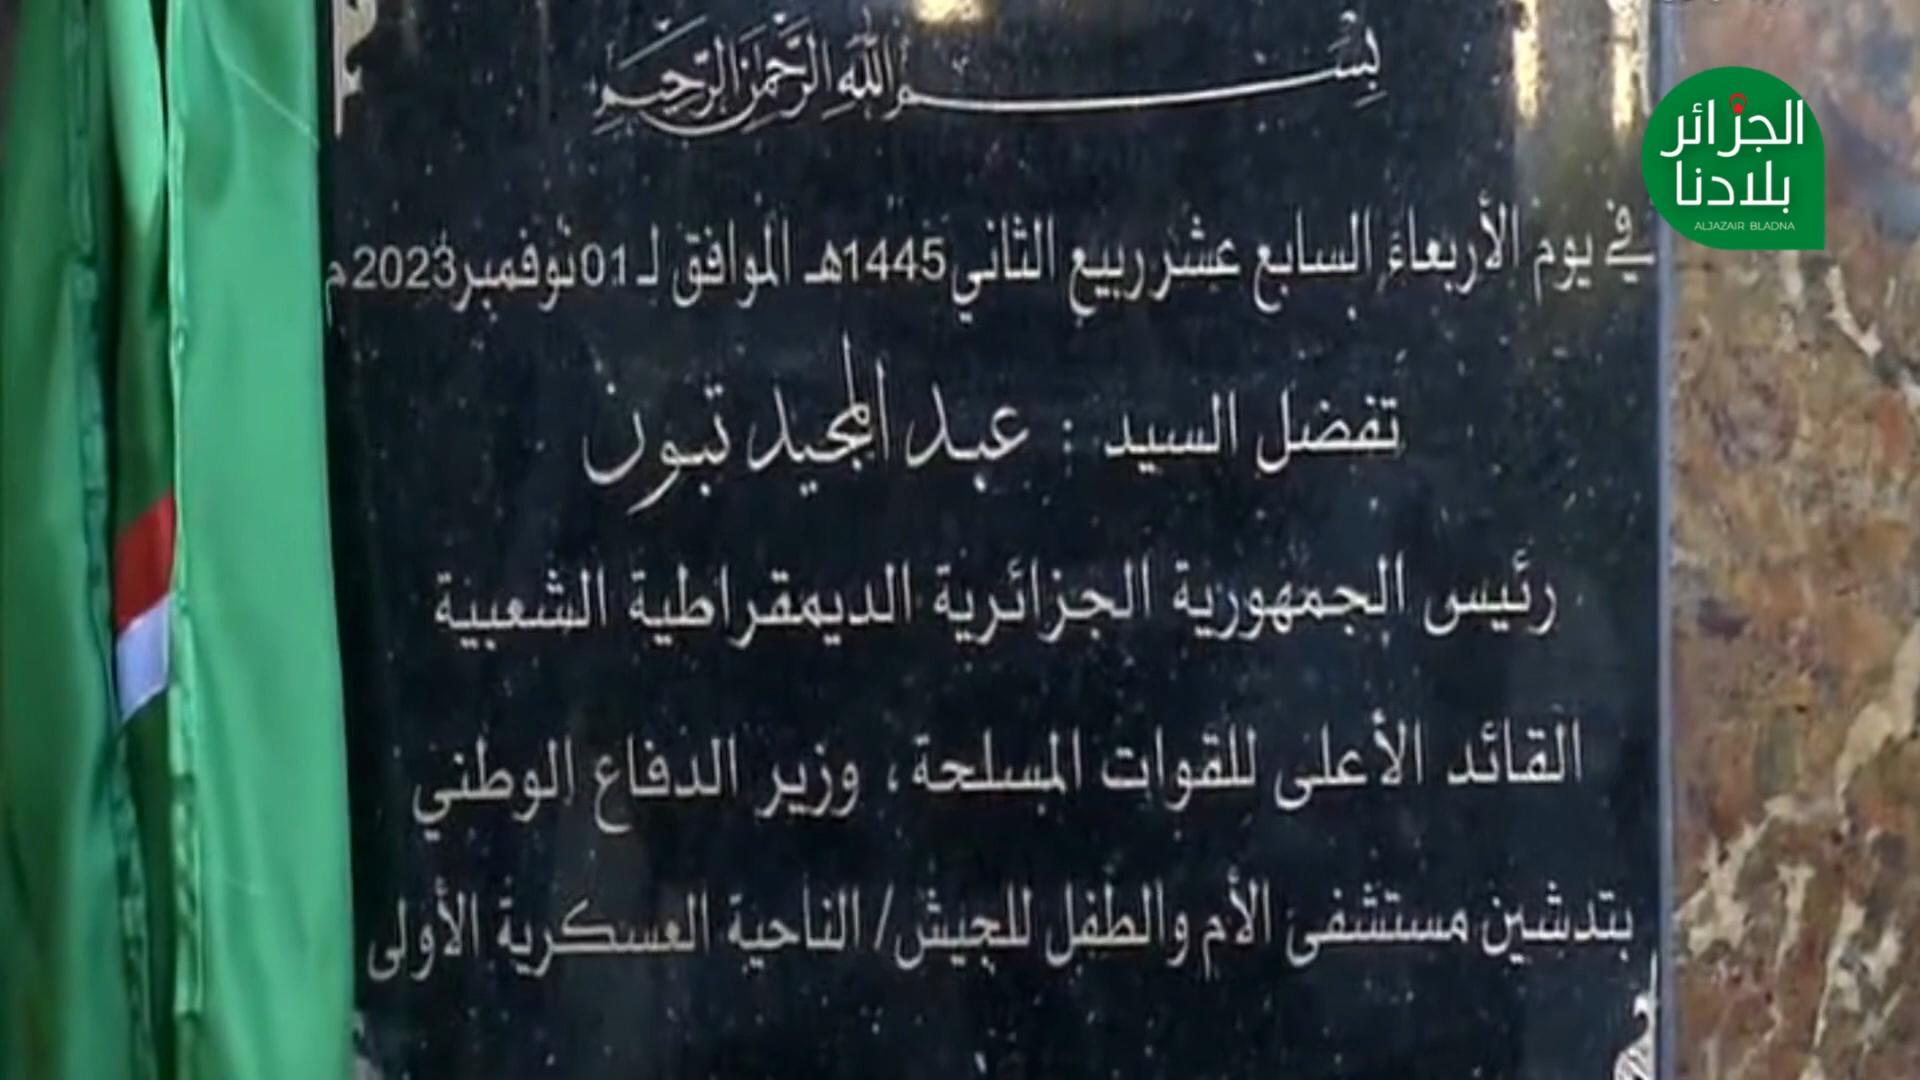 بسم الله الرحمن الرحيم
في يوم الأربعاء السابع عشر ربيع الثاني 1445هـ الموافق لـ 01 نوفمبر 2023 م
تفضل السيد : عبد المجيد تبون
رئيس الجمهورية الجزائرية الديمقراطية الشعبية
القائد الأعلى للقوات المسلحة ، وزير الدفاع الوطني
بتدشين مستشفى الأم والطفل للجيش / الناحية العسكرية الأولى
الجزائر
بلادنا
ALJAZAIR BLADNA